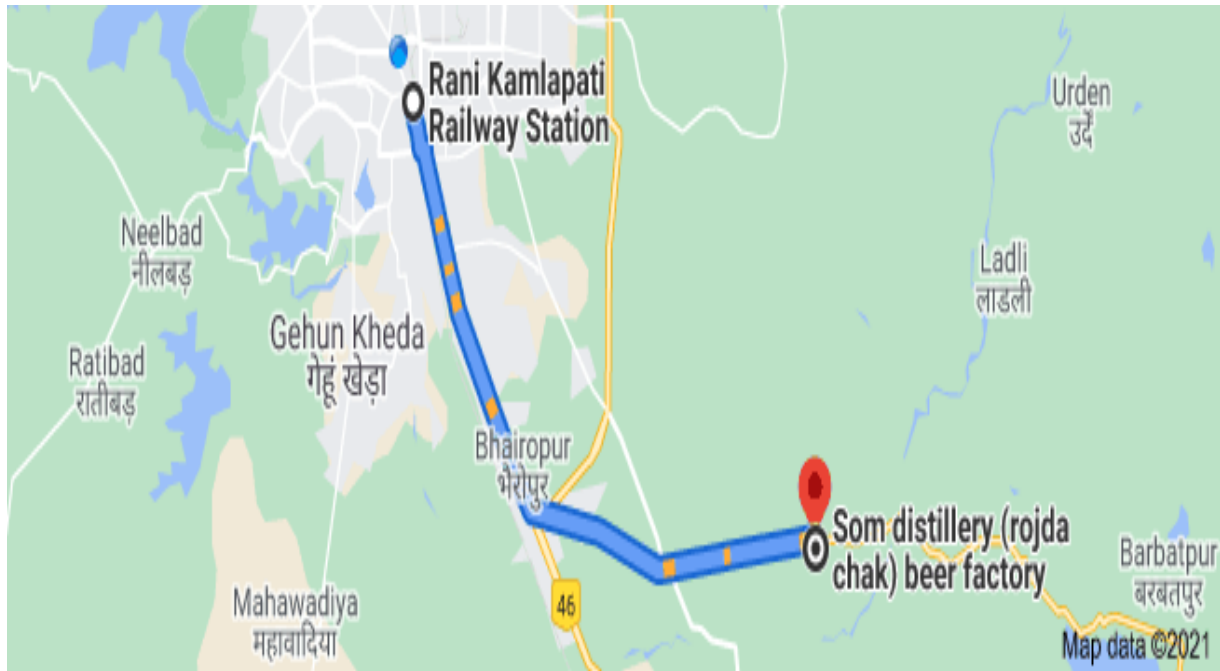 Rani Kamlapati
Railway Station
Urden
उर्दें
Neelbad
नीलबड़
Ladli
लाडली
Gehun Kheda
गेहूं खेड़ा
Ratibad
रातीबड़
Bhairopur
भैरोपुर
Som distillery (rojda
chak) beer factory
Barbatpur
बरबतपुर
46
Mahawadiya
महावादिया
Map data ©2021